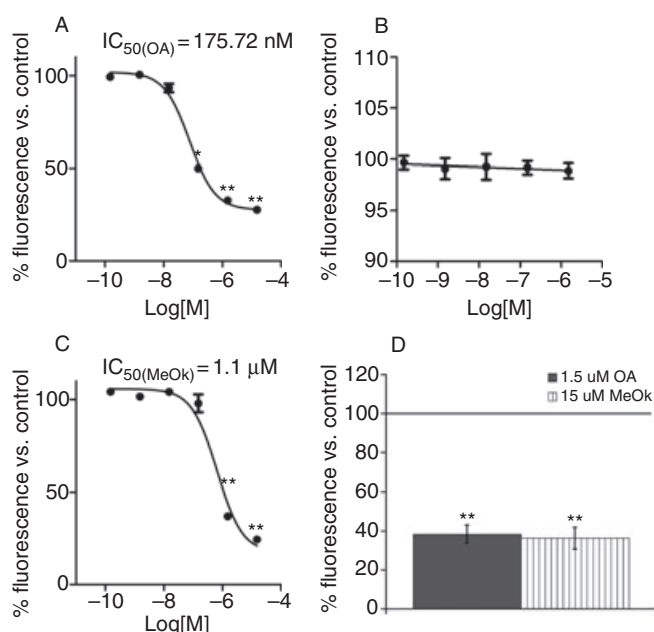 A
IC50(OA) = 175.72 nM
% fluorescence vs. control
100
50
0
*
**
**
–10
–8
–6
–4
Log[M]
B
% fluorescence vs. control
110
105
100
95
90
–10
–9
–8
–7
–6
–5
Log[M]
C
IC50(MeOk) = 1.1 μM
% fluorescence vs. control
100
50
0
**
**
–10
–8
–6
–4
Log[M]
D
% fluorescence vs. control
120
100
80
60
40
20
0
1.5 uM OA
15 uM MeOk
**
**